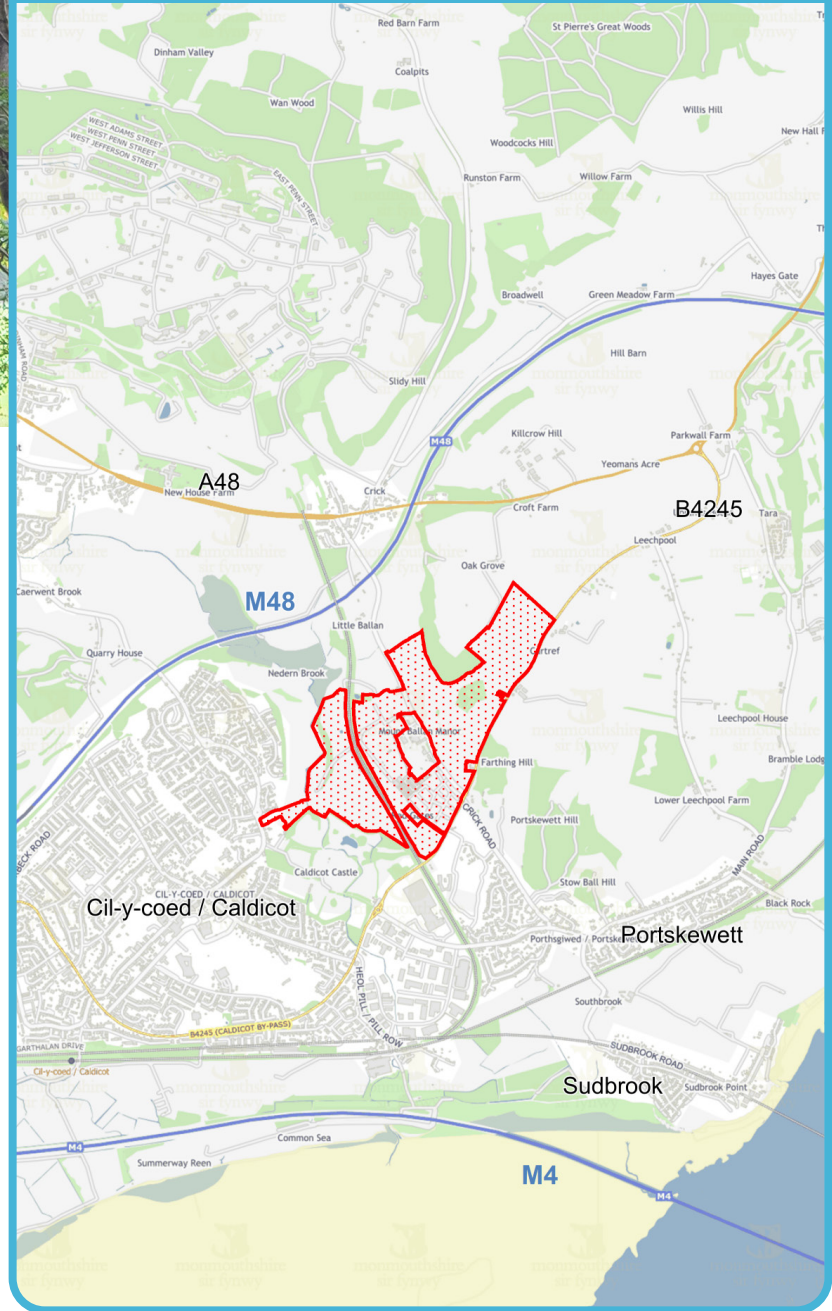 Red Barn Farm
St Pierre's Great Woods
Dinham Valley
Coalpits
Wan Wood
Willis Hill
WEST ADAMS STREET
WEST PENN STREET
WEST JEFFERSON STREET
New Hall
Woodcocks Hill
EAST PENN STREET
Runston Farm
Willow Farm
Hayes Gate
Broadwell
Green Meadow Farm
Hill Barn
Slidy Hill
Killcrow Hill
Parkwall Farm
M48
Yeomans Acre
A48
New House Farm
Crick
Croft Farm
B4245
Tara
Leechpool
Oak Grove
Caerwent Brook
M48
Little Ballan
Quarry House
Nedern Brook
Leechpool House
Mount Ballan Manor
Farthing Hill
Bramble Lodg
Lower Leechpool Farm
CRICK ROAD
Portskewett Hill
MAIN ROAD
Caldicot Castle
Stow Ball Hill
CIL-Y-COED / CALDICOT
Cil-y-coed / Caldicot
Black Rock
Portskewett
Porthsgiwed /
HEOL PILL / PILL ROW
Southbrook
B4245 (CALDICOT BY-PASS)
GARTHALAN DRIVE
SUDBROOK ROAD
Cil-y-coed / Caldicot
Sudbrook
Sudbrook Point
Common Sea
M4
Summerway Reen
M4
M4
monmouthshire
sir fynwy